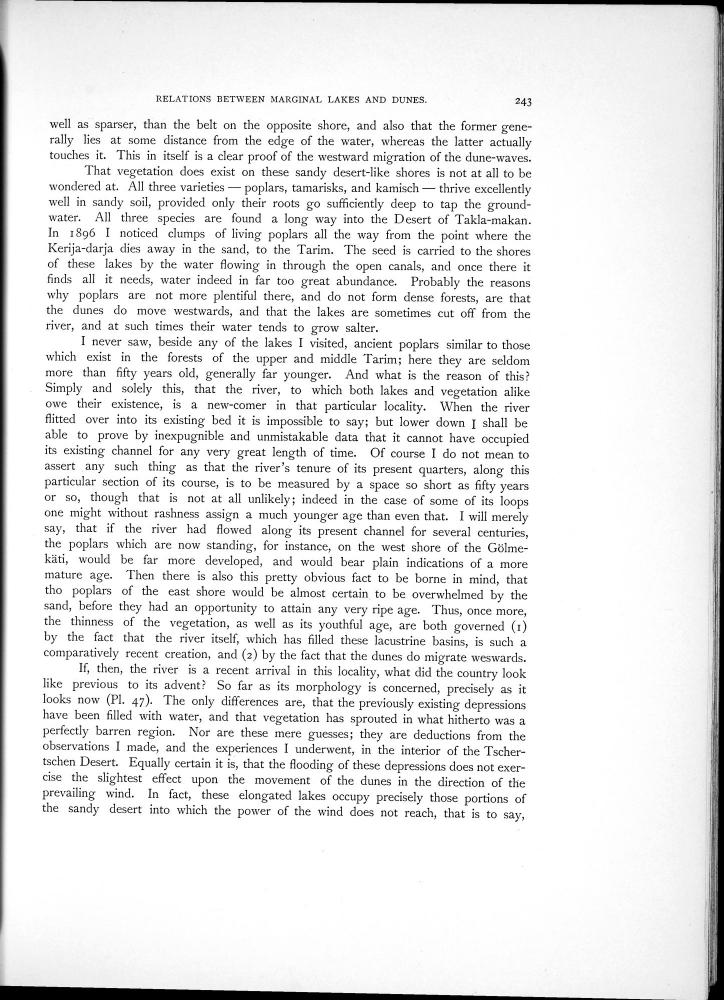 RELATIONS BETWEEN MARGINAL LAKES AND DUNES. 243
well as sparser, than the belt on the opposite shore, and also that the former gene-
rally lies at some distance from the edge of the water, whereas the latter actually
touches it. This in itself is a clear proof of the westward migration of the dune-waves.
That vegetation does exist on these sandy desert-like shores is not at all to be
wondered at. All three varieties — poplars, tamarisks, and kamisch — thrive excellently
well in sandy soil, provided only their roots go sufficiently deep to tap the ground-
water. All three species are found a long way into the Desert of Takla-makan.
In 1896 I noticed clumps of living poplars all the way from the point where the
Kerija-darja dies away in the sand, to the Tarim. The seed is carried to the shores
of these lakes by the water flowing in through the open canals, and once there it
finds all it needs, water indeed in far too great abundance. Probably the reasons
why poplars are not more plentiful there, and do not form dense forests, are that
the dunes do move westwards, and that the lakes are sometimes cut off from the
river, and at such times their water tends to grow salter.
I never saw, beside any of the lakes I visited, ancient poplars similar to those
which exist in the forests of the upper and middle Tarim; here they are seldom
more than fifty years old, generally far younger. And what is the reason of this?
Simply and solely this, that the river, to which both lakes and vegetation alike
owe their existence, is a new-comer in that particular locality. When the river
flitted over into its existing bed it is impossible to say; but lower down I shall be
able to prove by inexpugnible and unmistakable data that it cannot have occupied
its existing channel for any very great length of time. Of course I do not mean to
assert any such thing as that the river's tenure of its present quarters, along this
particular section of its course, is to be measured by a space so short as fifty years
or so, though that is not at all unlikely; indeed in the case of some of its loops
one might without rashness assign a much younger age than even that. I will merely
say, that if the river had flowed along its present channel for several centuries,
the poplars which are now standing, for instance, on the west shore of the Gölme-
käti, would be far more developed, and would bear plain indications of a more
mature age. Then there is also this pretty obvious fact to be borne in mind, that
tho poplars of the east shore would be almost certain to be overwhelmed by the
sand, before they had an opportunity to attain any very ripe age. Thus, once more,
the thinness of the vegetation, as well as its youthful age, are both governed (1)
by the fact that the river itself, which has filled these lacustrine basins, is such a
comparatively recent creation, and (2) by the fact that the dunes do migrate weswards.
If, then, the river is a recent arrival in this locality, what did the country look
like previous to its advent? So far as its morphology is concerned, precisely as it
looks now (Pl. 47). The only differences are, that the previously existing depressions
have been filled with water, and that vegetation has sprouted in what hitherto was a
perfectly barren region. Nor are these mere guesses; they are deductions from the
observations I made, and the experiences I underwent, in the interior of the Tscher-
tschen Desert. Equally certain it is, that the flooding of these depressions does not exer-
cise the slightest effect upon the movement of the dunes in the direction of the
prevailing wind. In fact, these elongated lakes occupy precisely those portions of
the sandy desert into which the power of the wind does not reach, that is to say,